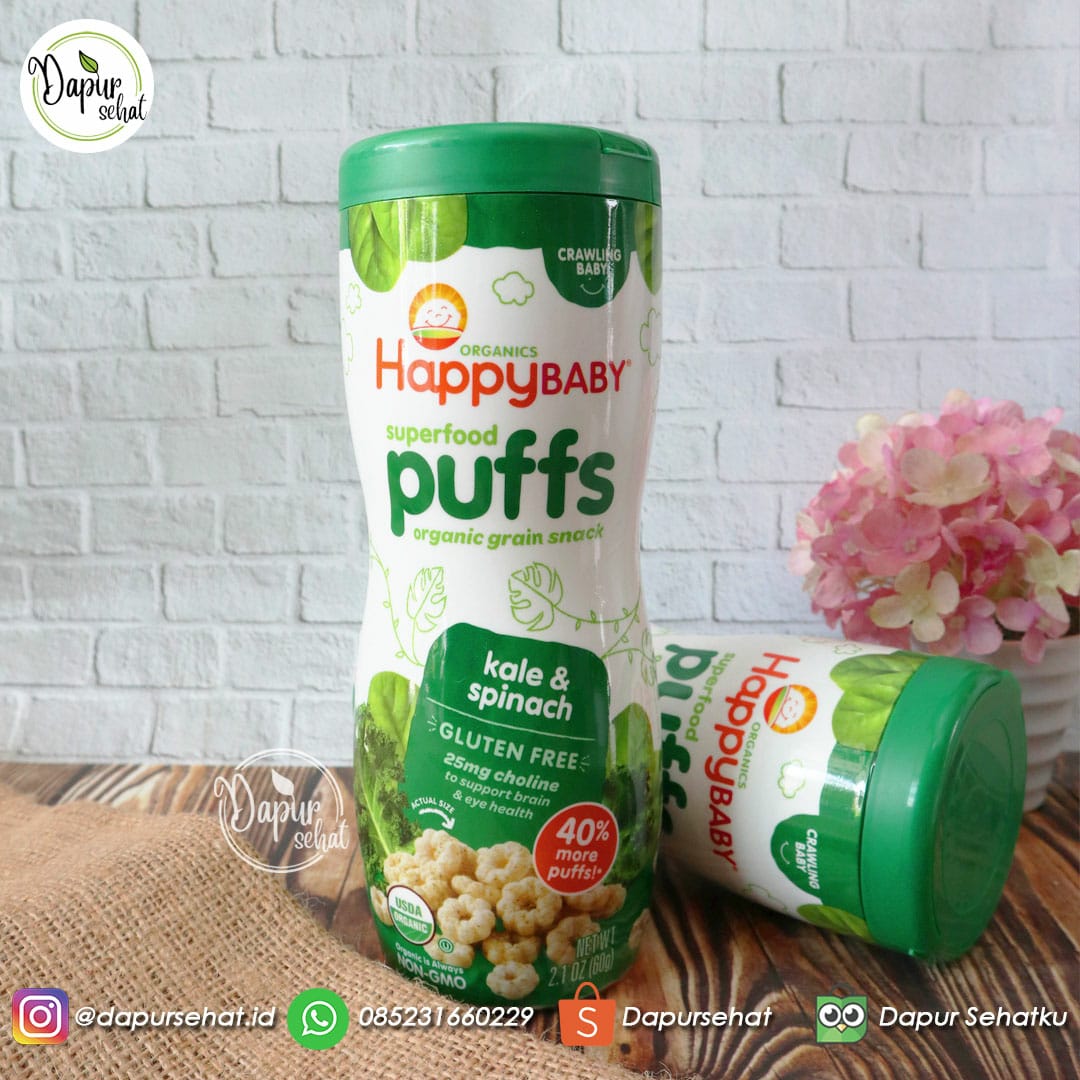 Dapur
sehat
CRAWLING
BABY
ORGANICS
HappyBABY®
superfood
puffs
organic grain snack
kale &
spinach
GLUTEN FREE
25mg choline
to support brain
& eye health
ACTUAL SIZE
40%
more
puffs!*
USDA
ORGANIC
U
Organic is Always
NON-GMO
NET WT
2.1 OZ (60g)
Dapur
sehat
ORGANICS
HappyBABY
superfood
puffs
CRAWLING
BABY
@dapursehat.id
085231660229
S
Dapursehat
Dapur Sehatku